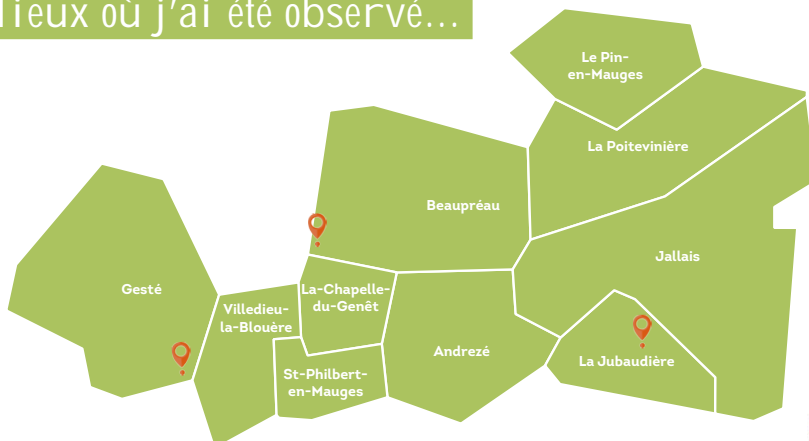 lieux où j'ai été observé...
Le Pin-
en-Mauges
La Poitevinière
Beaupréau
Jallais
Gesté
La-Chapelle-
du-Genêt
Villedieu-
la-Blouère
Andrezé
La Jubaudière
St-Philbert-
en-Mauges